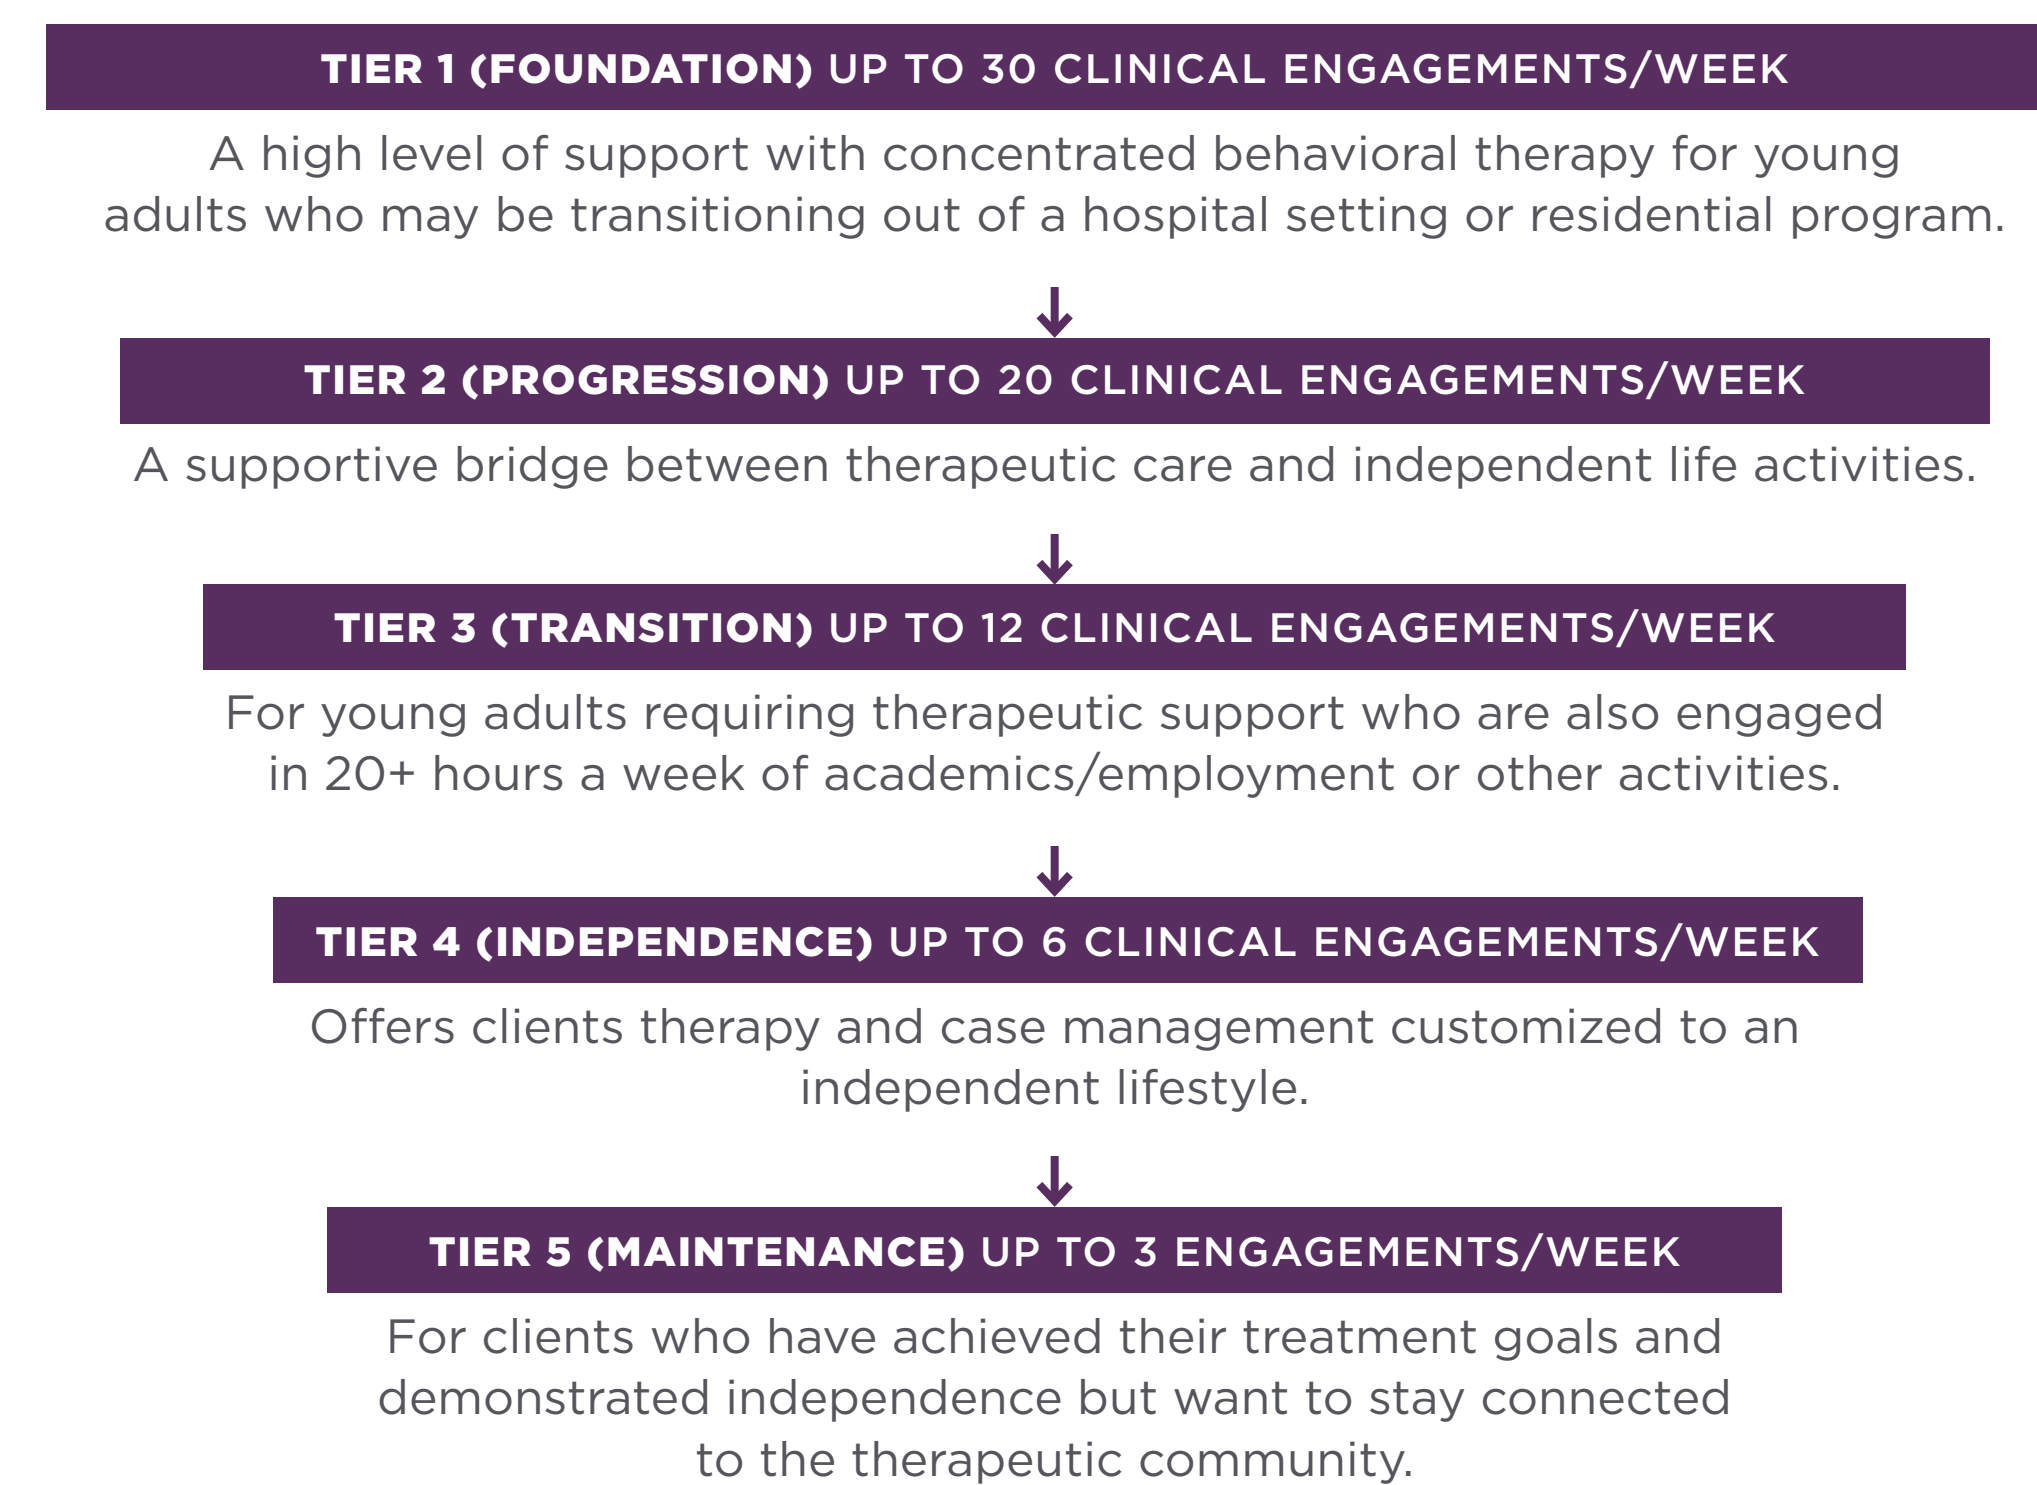 TIER 1 (FOUNDATION) UP TO 30 CLINICAL ENGAGEMENTS/WEEK
A high level of support with concentrated behavioral therapy for young
adults who may be transitioning out of a hospital setting or residential program.
TIER 2 (PROGRESSION) UP TO 20 CLINICAL ENGAGEMENTS/WEEK
A supportive bridge between therapeutic care and independent life activities.
TIER 3 (TRANSITION) UP TO 12 CLINICAL ENGAGEMENTS/WEEK
For young adults requiring therapeutic support who are also engaged
in 20+ hours a week of academics/employment or other activities.
TIER 4 (INDEPENDENCE) UP TO 6 CLINICAL ENGAGEMENTS/WEEK
Offers clients therapy and case management customized to an
independent lifestyle.
TIER 5 (MAINTENANCE) UP TO 3 ENGAGEMENTS/WEEK
For clients who have achieved their treatment goals and
demonstrated independence but want to stay connected
to the therapeutic community.